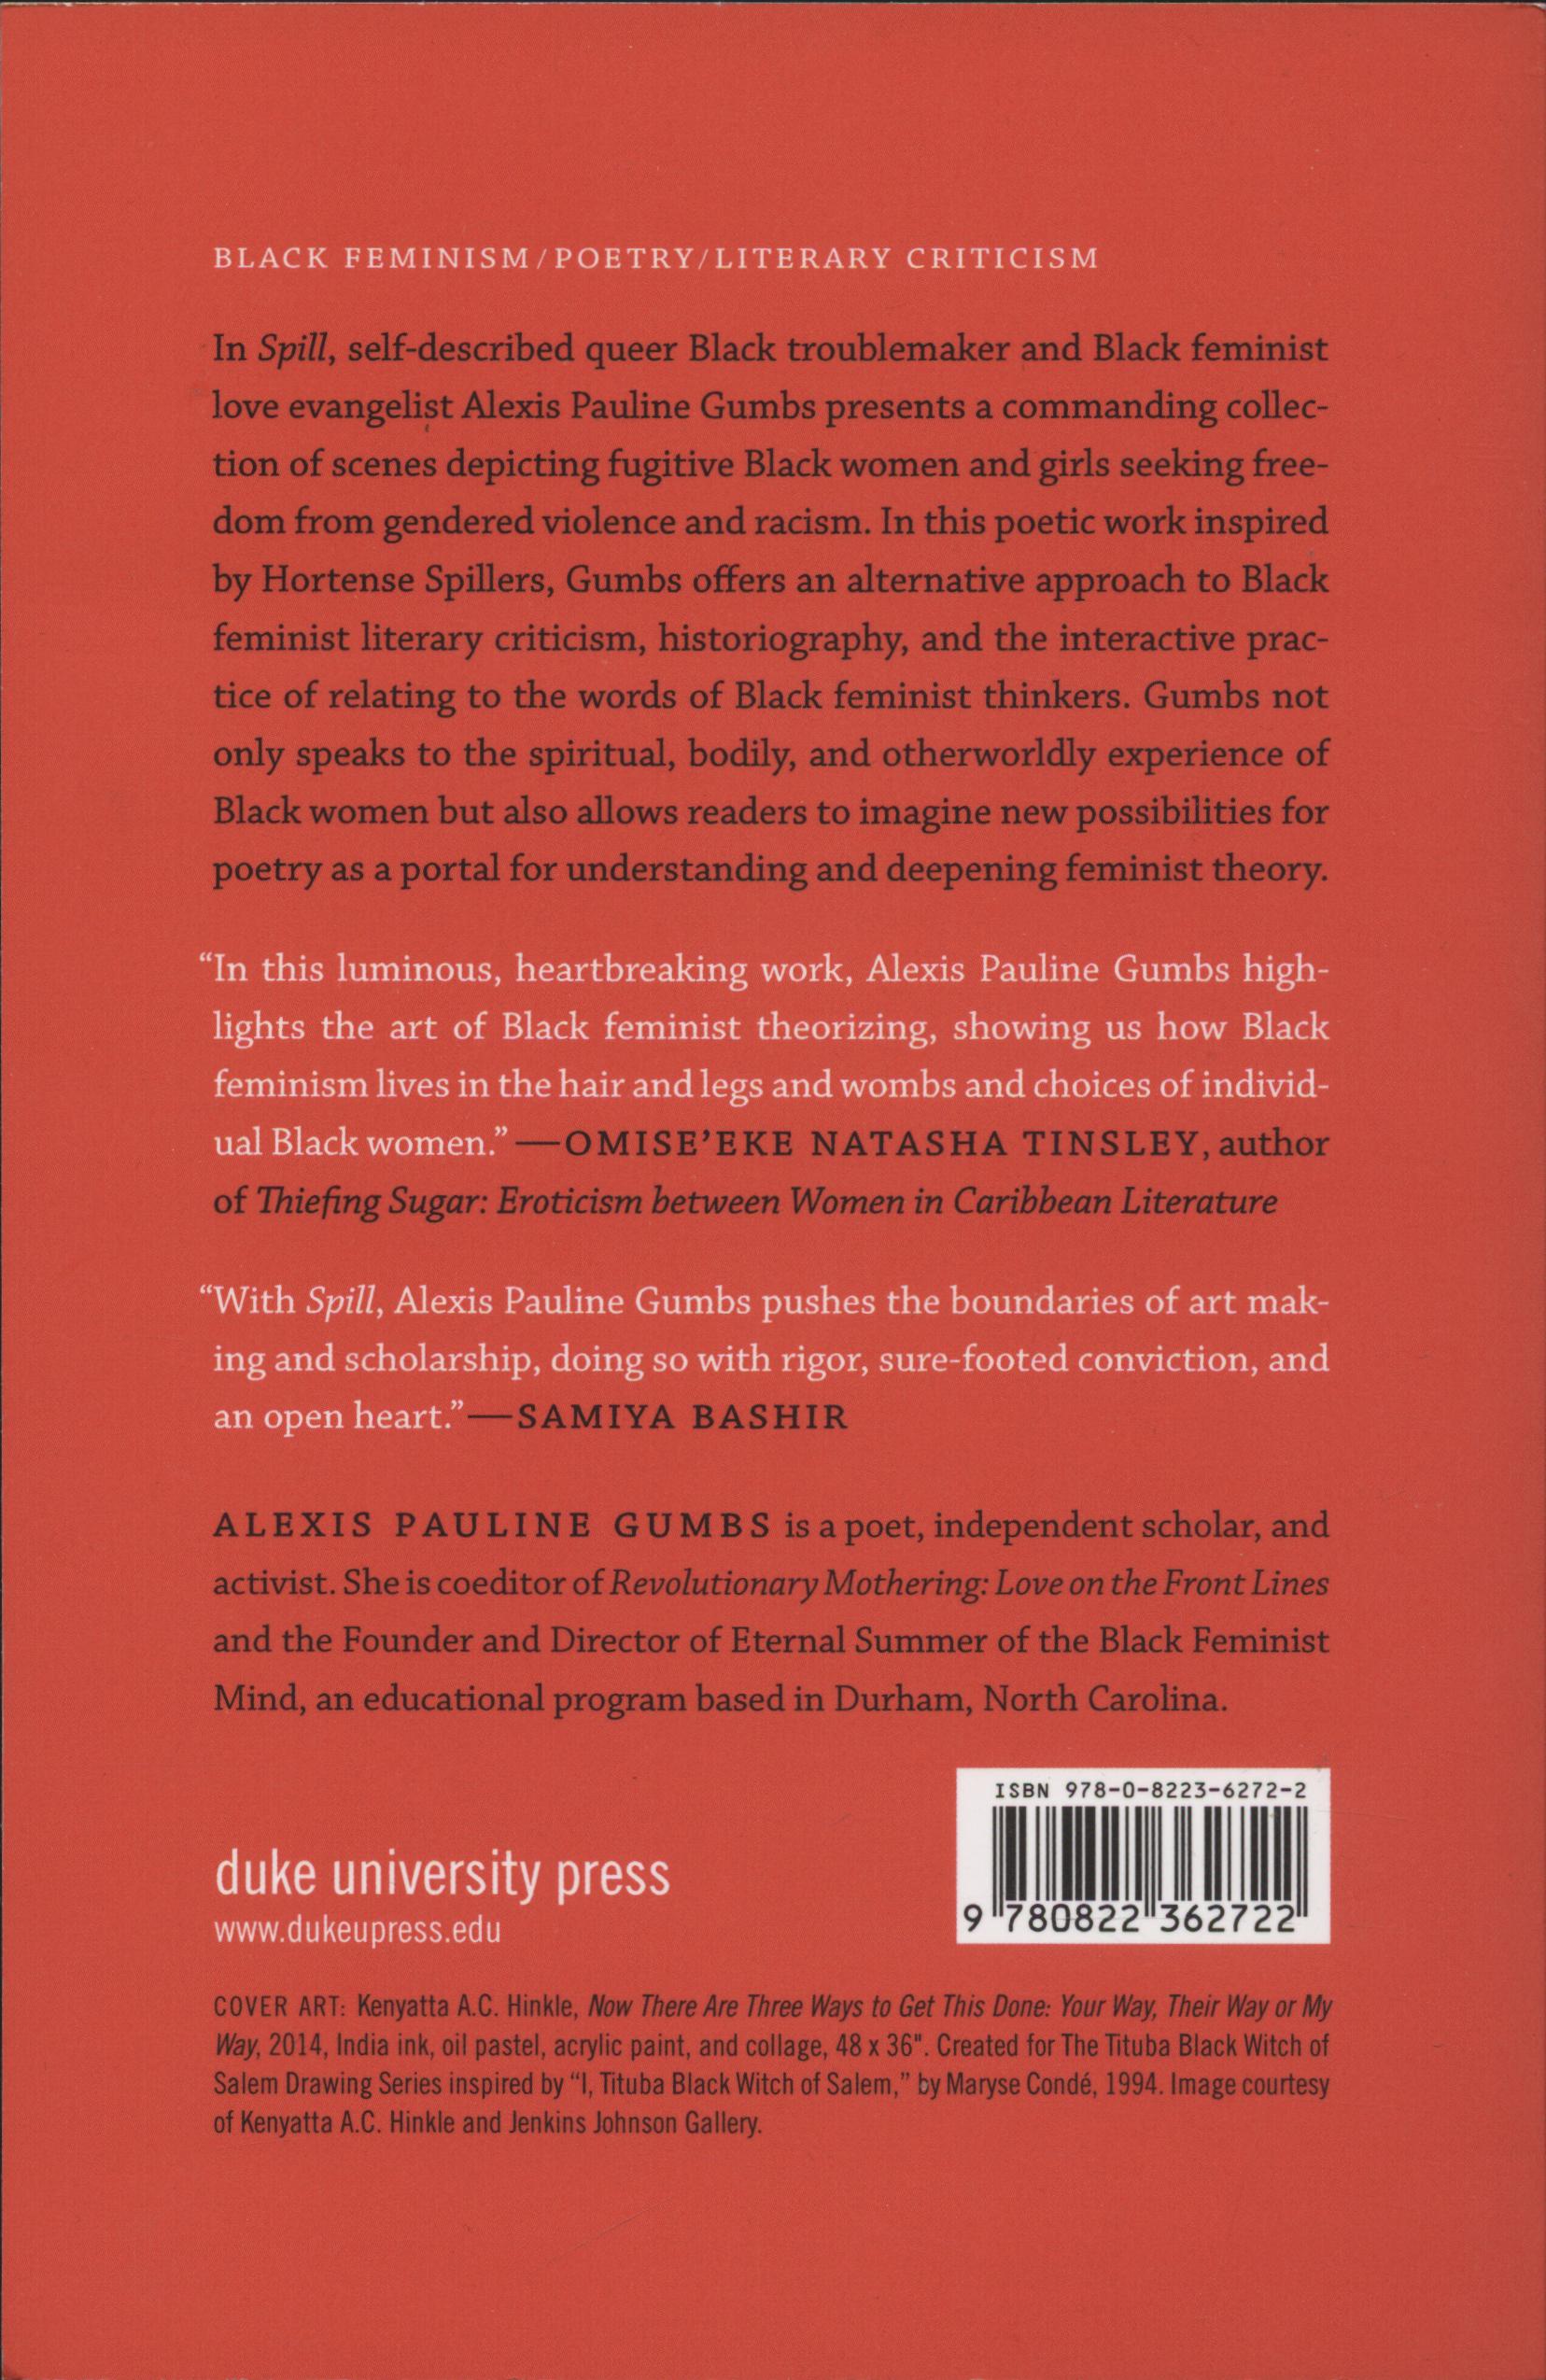 BLACK FEMINISM/POETRY/LITERARY CRITICISM
In Spill, self-described queer Black troublemaker and Black feminist
love evangelist Alexis Pauline Gumbs presents a commanding collec-
tion of scenes depicting fugitive Black women and girls seeking free-
dom from gendered violence and racism. In this poetic work inspired
by Hortense Spillers, Gumbs offers an alternative approach to Black
feminist literary criticism, historiography, and the interactive prac-
tice of relating to the words of Black feminist thinkers. Gumbs not
only speaks to the spiritual, bodily, and otherworldly experience of
Black women but also allows readers to imagine new possibilities for
poetry as a portal for understanding and deepening feminist theory.
“In this luminous, heartbreaking work, Alexis Pauline Gumbs high-
lights the art of Black feminist theorizing, showing us how Black
feminism lives in the hair and legs and wombs and choices of individ-
ual Black women.”—OMISE’EKE NATASHA TINSLEY, author
of Thiefing Sugar: Eroticism between Women in Caribbean Literature
“With Spill, Alexis Pauline Gumbs pushes the boundaries of art mak-
ing and scholarship, doing so with rigor, sure-footed conviction, and
an open heart.”—SAMIYA BASHIR
ALEXIS PAULINE GUMBS is a poet, independent scholar, and
activist. She is coeditor of Revolutionary Mothering: Love on the Front Lines
and the Founder and Director of Eternal Summer of the Black Feminist
Mind, an educational program based in Durham, North Carolina.
ISBN 978-0-8223-6272-2
9 780822 362722
duke university press
www.dukeupress.edu
COVER ART: Kenyatta A.C. Hinkle, Now There Are Three Ways to Get This Done: Your Way, Their Way or My
Way, 2014, India ink, oil pastel, acrylic paint, and collage, 48 x 36". Created for The Tituba Black Witch of
Salem Drawing Series inspired by “I, Tituba Black Witch of Salem,” by Maryse Condé, 1994. Image courtesy
of Kenyatta A.C. Hinkle and Jenkins Johnson Gallery.